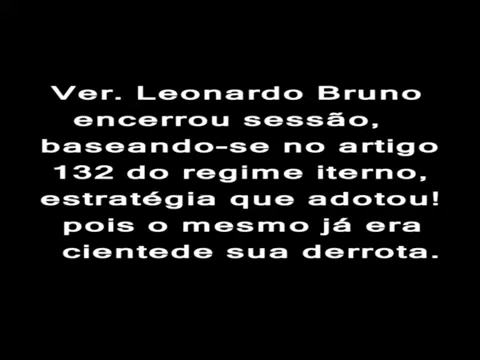 Ver. Leonardo Bruno
encerrou sessão,
baseando-se no artigo
132 do regime iterno,
estratégia que adotou!
pois o mesmo já era
cientede sua derrota.